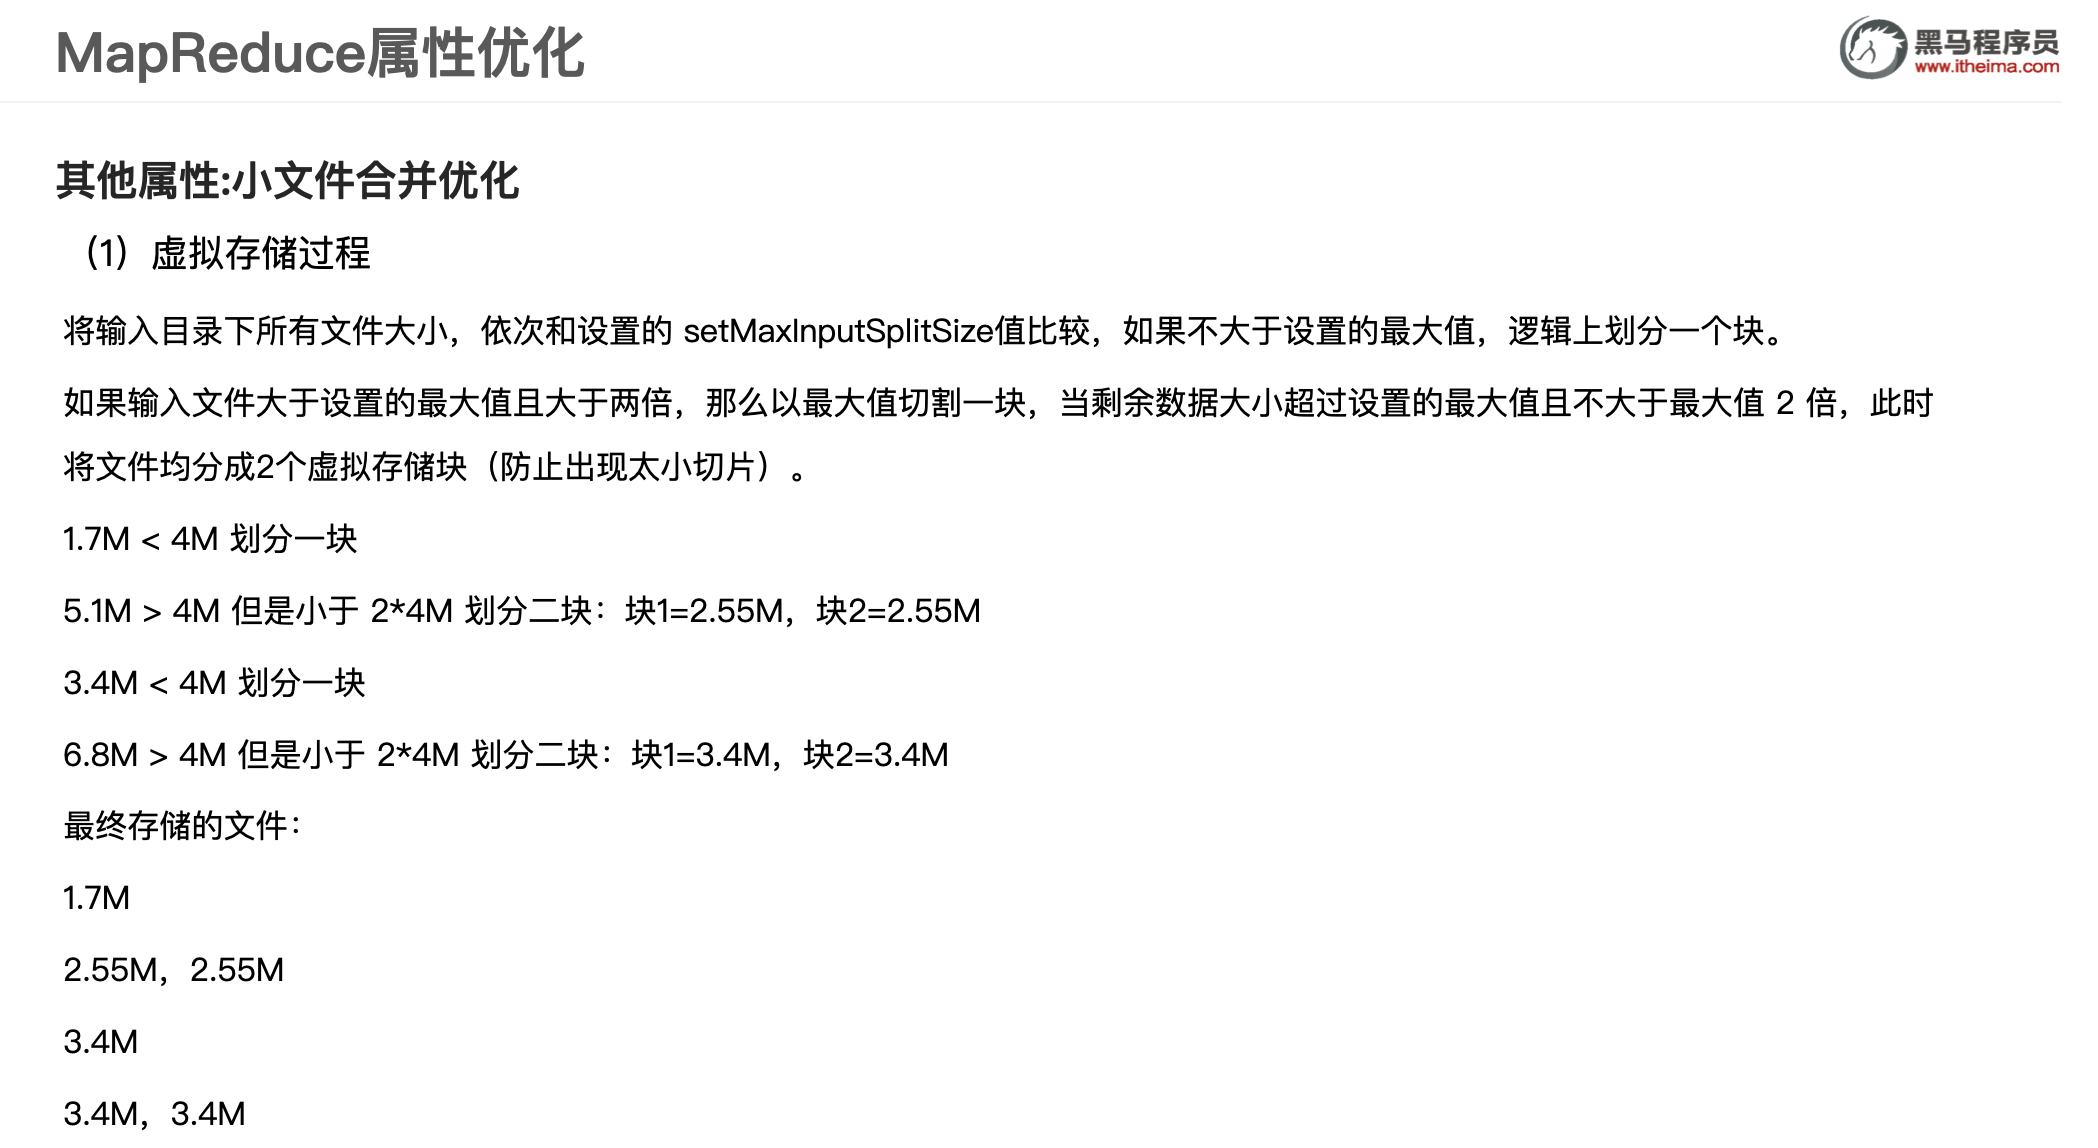 MapReduce属性优化
黑马程序员
www.itheima.com
其他属性:小文件合并优化
（1）虚拟存储过程
将输入目录下所有文件大小，依次和设置的 setMaxInputSplitSize值比较，如果不大于设置的最大值，逻辑上划分一个块。
如果输入文件大于设置的最大值且大于两倍，那么以最大值切割一块，当剩余数据大小超过设置的最大值且不大于最大值 2 倍，此时
将文件均分成2个虚拟存储块（防止出现太小切片）。
1.7M < 4M 划分一块
5.1M > 4M 但是小于 2*4M 划分二块：块1=2.55M，块2=2.55M
3.4M < 4M 划分一块
6.8M > 4M 但是小于 2*4M 划分二块：块1=3.4M，块2=3.4M
最终存储的文件：
1.7M
2.55M，2.55M
3.4M
3.4M，3.4M